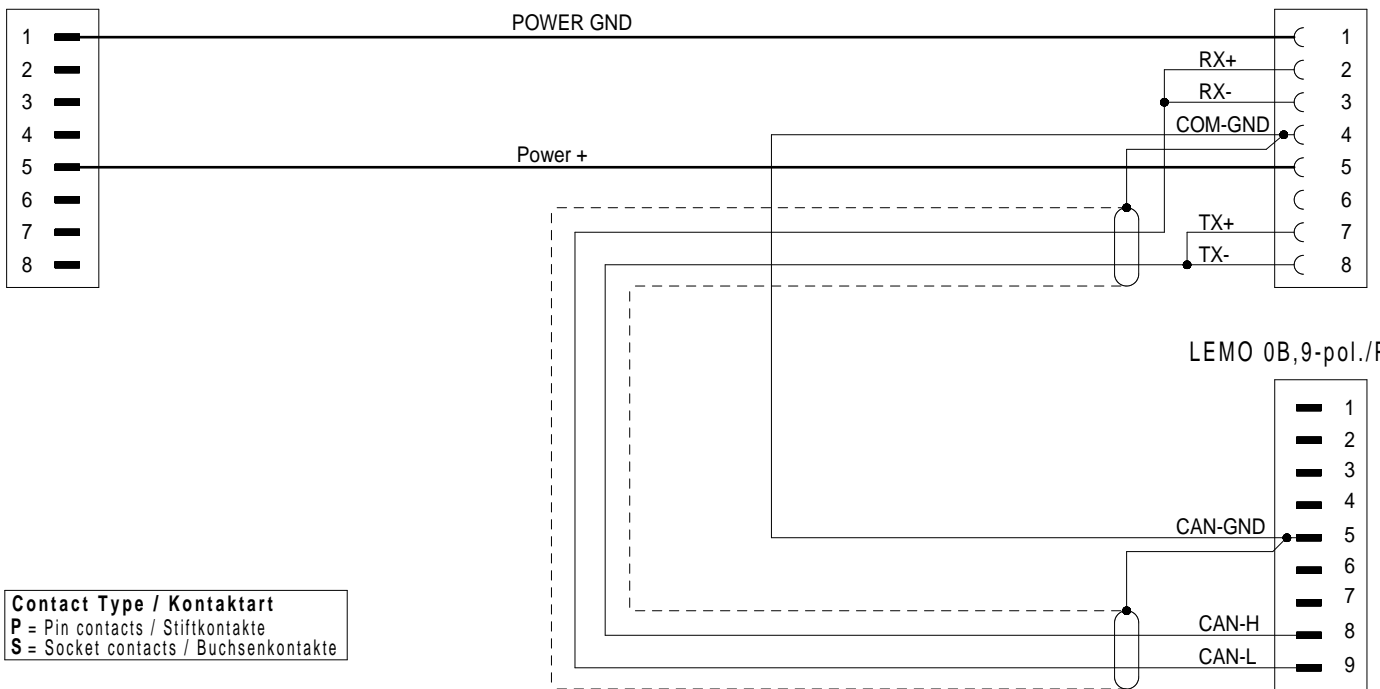 POWER GND
1
2
3
4
5
6
7
8
Power +
1
2
3
4
5
6
7
8
RX+
RX-
COM-GND
TX+
TX-
LEMO 0B,9-pol./
1
2
3
4
5
6
7
8
9
CAN-GND
CAN-H
CAN-L
Contact Type / Kontaktart
P = Pin contacts / Stiftkontakte
S = Socket contacts / Buchsenkontakte